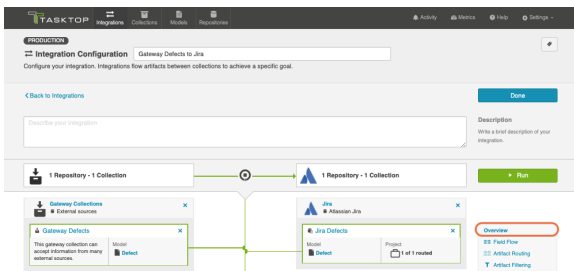 TASKTOP
Integrations
Collections
Models
Repositories
Activity
Metrics
Help
Settings
PRODUCTION
Integration Configuration
Gateway Defects to Jira
Configure your integration. Integrations flow artifacts between collections to achieve a specific goal.
Back to Integrations
Done
Describe your integration
Description
Write a brief description of your
integration.
1 Repository - 1 Collection
1 Repository - 1 Collection
Run
Gateway Collections
External sources
Jira
Atlassian Jira
Gateway Defects
This gateway collection can
accept information from many
external sources.
Model
Defect
Jira Defects
Model
Defect
Project
1 of 1 routed
Overview
Field Flow
Artifact Routing
Artifact Filtering